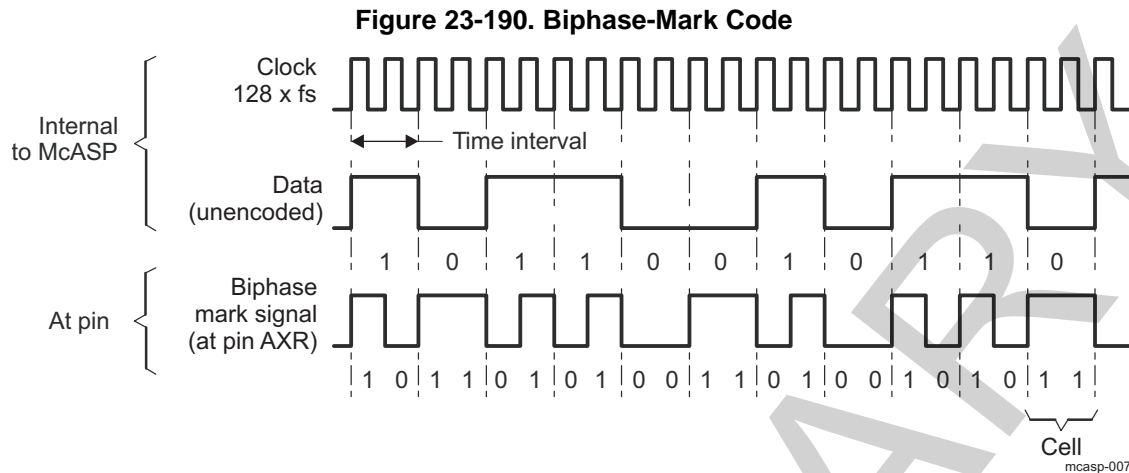 Figure 23-190. Biphase-Mark Code
Clock
128 x fs
Internal
to McASP
Time interval
Data
(unencoded)
1 0 1 1 0 0 1 0 1 1 0
At pin
Biphase
mark signal
(at pin AXR)
1 0 1 1 0 1 0 1 0 0 1 1 0 1 0 0 1 0 1 0 1 1
Cell
mcasp-007
ARY